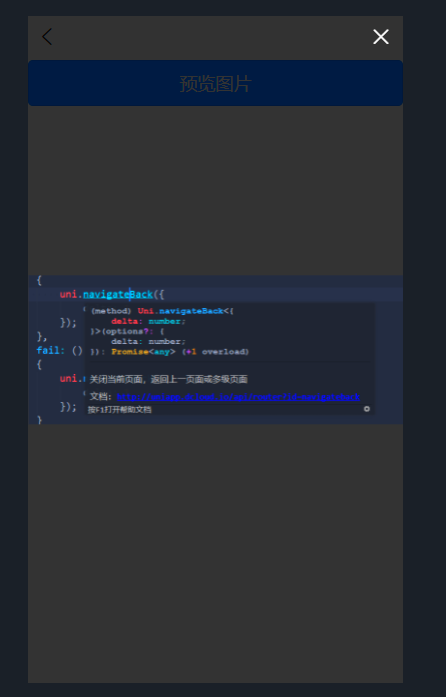 预览图片
{
uni.navigateBack({
(method) Uni.navigateBack<{
delta: number;
});
}>(options?: {
delta: number;
},
fail: ()
}): Promise<any> (+1 overload)
{
uni.
关闭当前页面，返回上一页面或多级页面
文档:
});
按F1打开帮助文档
}